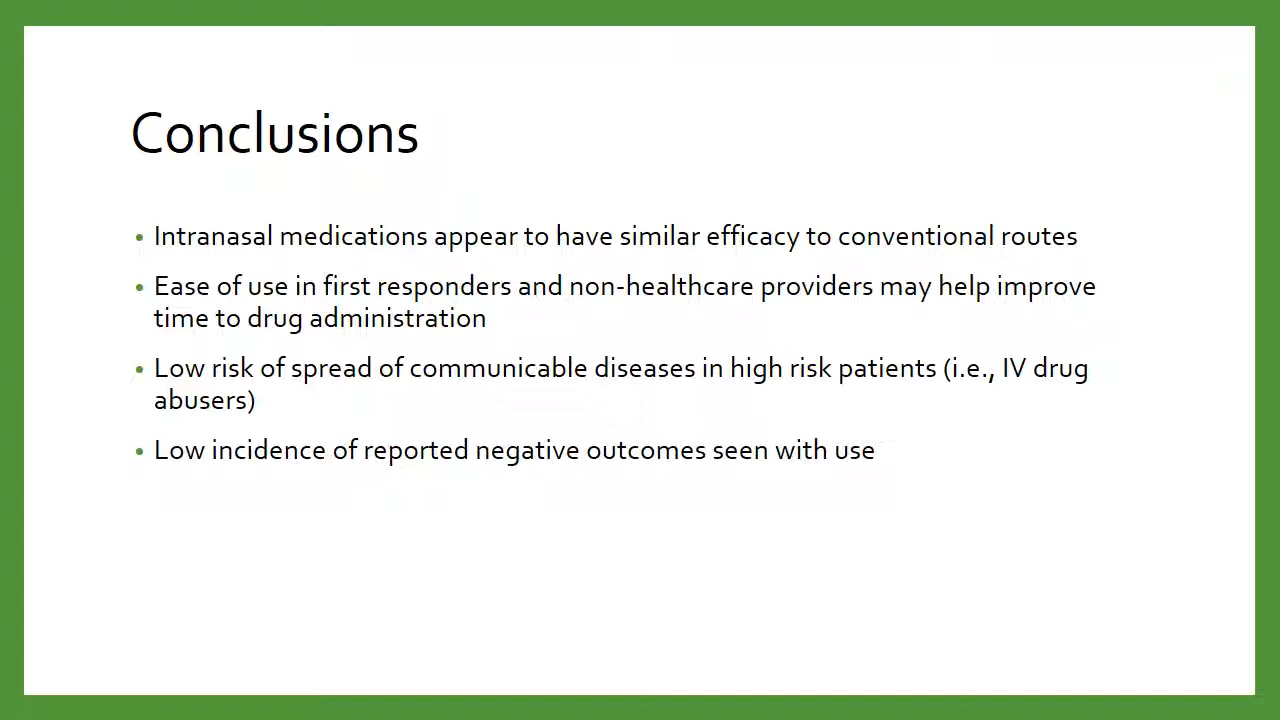 Conclusions
• Intranasal medications appear to have similar efficacy to conventional routes
• Ease of use in first responders and non-healthcare providers may help improve
time to drug administration
• Low risk of spread of communicable diseases in high risk patients (i.e., IV drug
abusers)
• Low incidence of reported negative outcomes seen with use